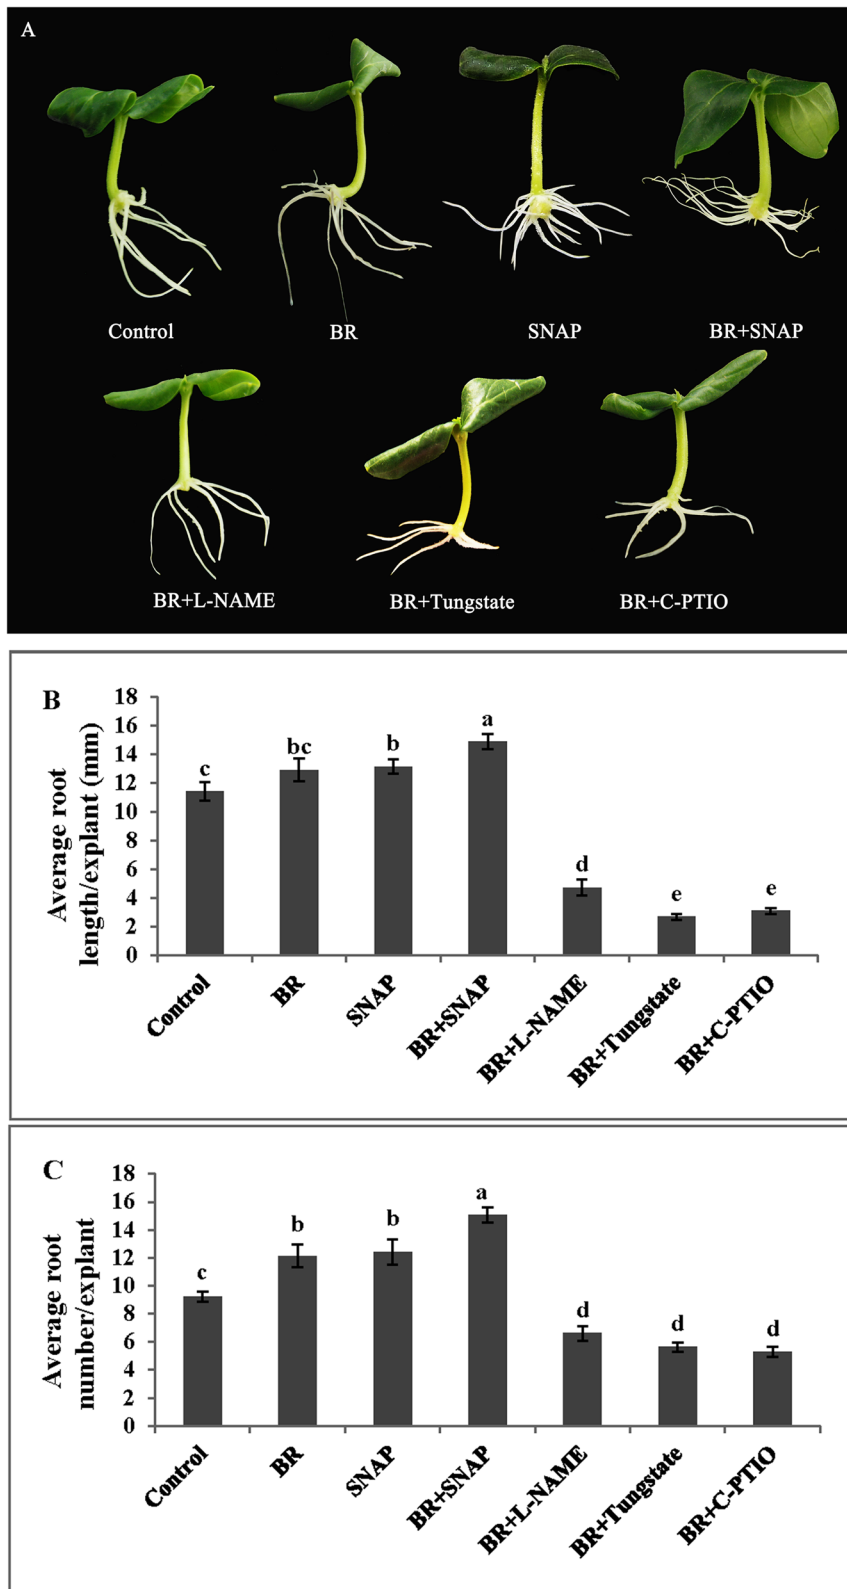 A
Control BR SNAP BR+SNAP
BR+L-NAME BR+Tungstate BR+C-PTIO
B
Average root
length/explant (mm)
18
16
14
12
10
8
6
4
2
0
c bc b a d e e
Control BR SNAP BR+SNAP BR+L-NAME BR+Tungstate BR+C-PTIO
C
Average root
number/explant
18
16
14
12
10
8
6
4
2
0
c b b a d d d
Control BR SNAP BR+SNAP BR+L-NAME BR+Tungstate BR+C-PTIO